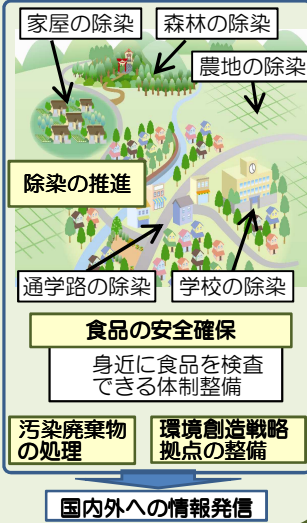 家屋の除染
森林の除染
農地の除染
除染の推進
通学路の除染
学校の除染
食品の安全確保
身近に食品を検査
できる体制整備
汚染廃棄物
の処理
環境創造戦略
拠点の整備
国内外への情報発信